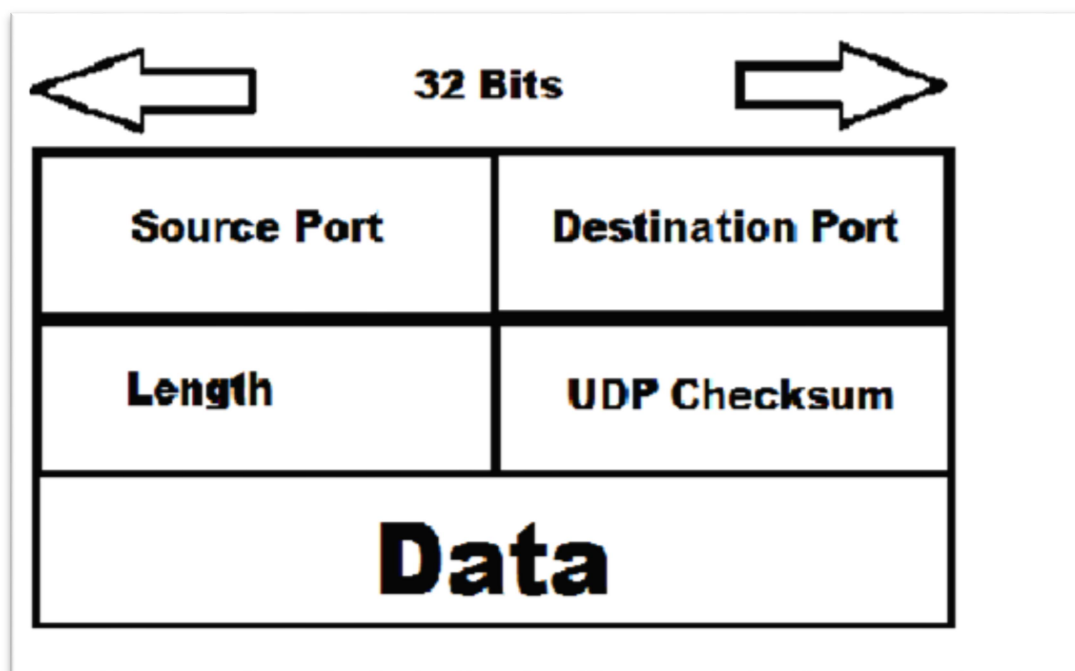 32 Bits
Source Port
Destination Port
Length
UDP Checksum
Data